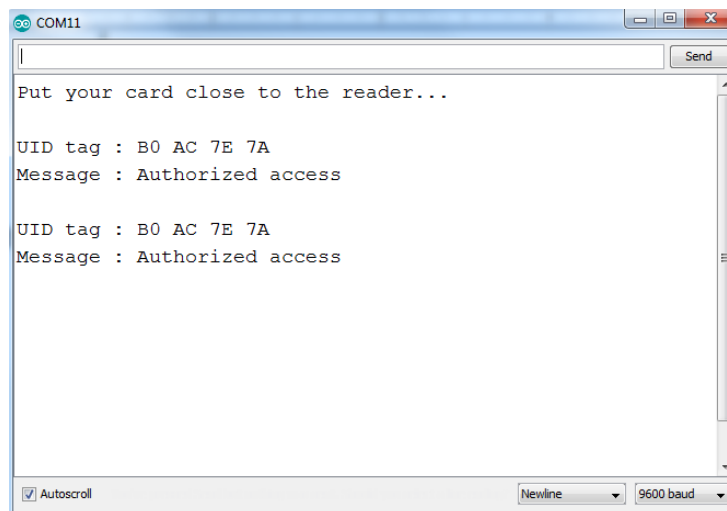 COM11
Send
Put your card close to the reader...
UID tag : B0 AC 7E 7A
Message : Authorized access
UID tag : B0 AC 7E 7A
Message : Authorized access
Autoscroll
Newline
9600 baud